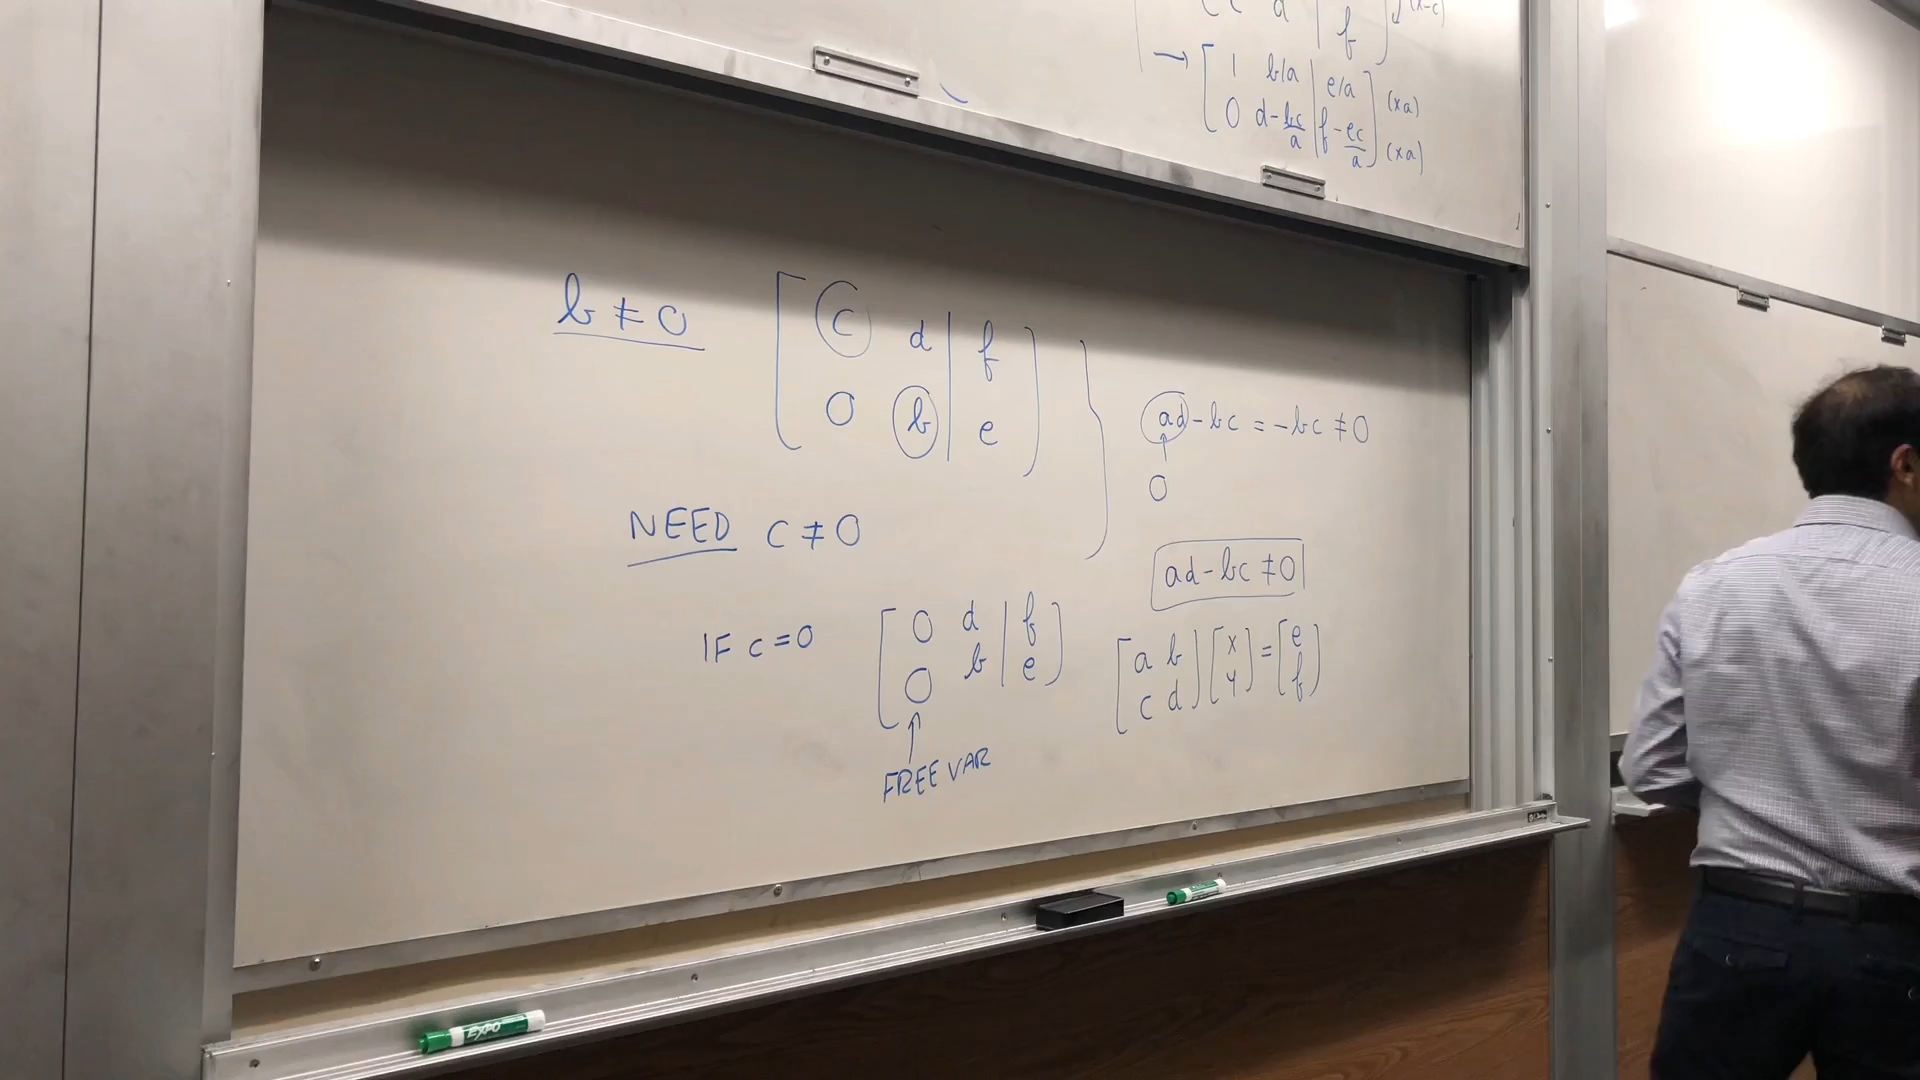 c d | f (x-c)
→ [ 1 b/a | e/a ] (xa)
[ 0 d-bc/a | f-ec/a ] (xa)
b ≠ 0
[ c d | f ]
[ 0 b | e ]
ad-bc = -bc ≠ 0
↑
0
NEED c ≠ 0
ad-bc ≠ 0
IF c=0
[ 0 d | f ]
[ 0 b | e ]
↑
FREE VAR
[ a b ] [ x ] = [ e ]
[ c d ] [ y ] [ f ]
EXPO